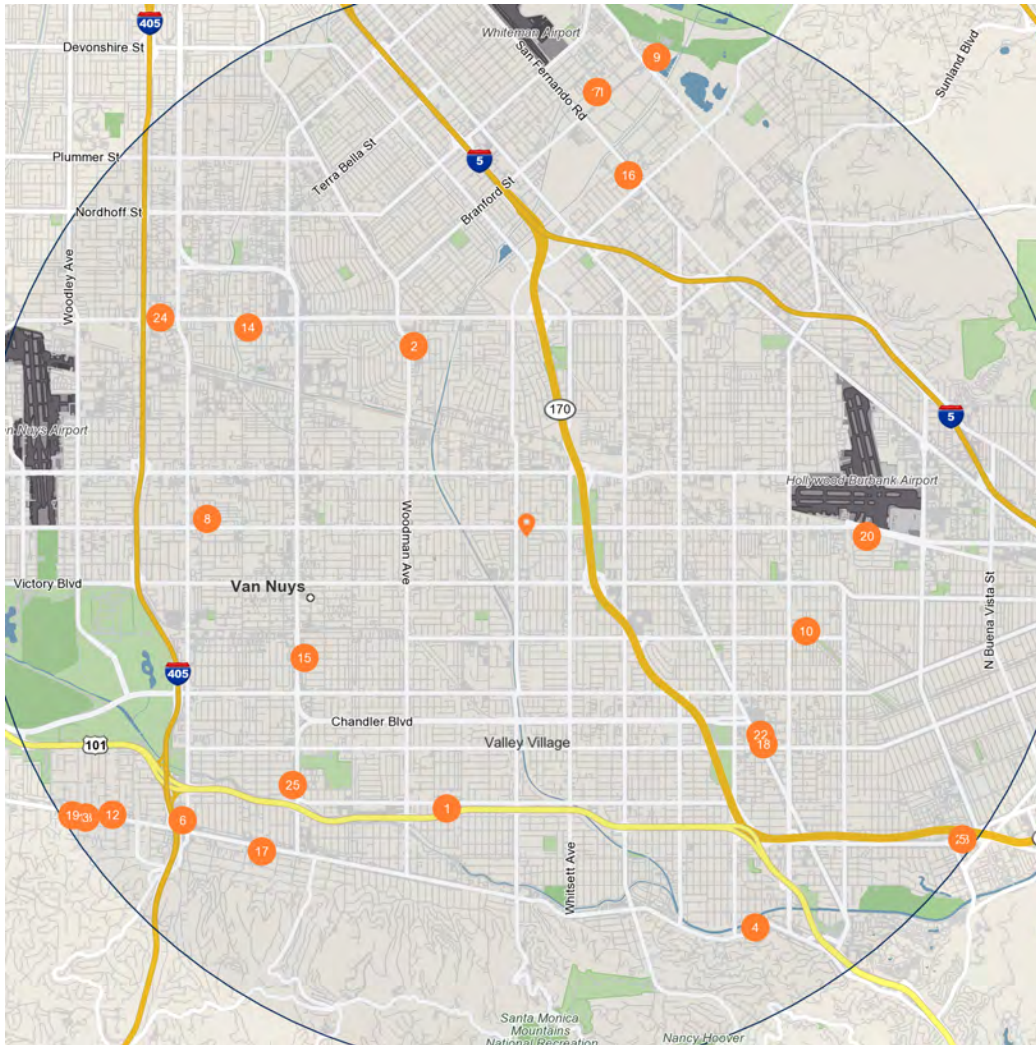 405
Devonshire St
Whiteman Airport
San Fernando Rd
9
Sunland Blvd
71
Plummer St
Terra Bella St
5
16
Branford St
Nordhoff St
Woodley Ave
24
14
2
170
5
n Nuys Airport
Hollywood Burbank Airport
8
Woodman Ave
20
Victory Blvd
Van Nuys
N Buena Vista St
10
15
405
Chandler Blvd
22
18
101
Valley Village
25
19
12
6
1
17
Whitsett Ave
4
Santa Monica
Mountains
National Recreation
Nancy Hoover